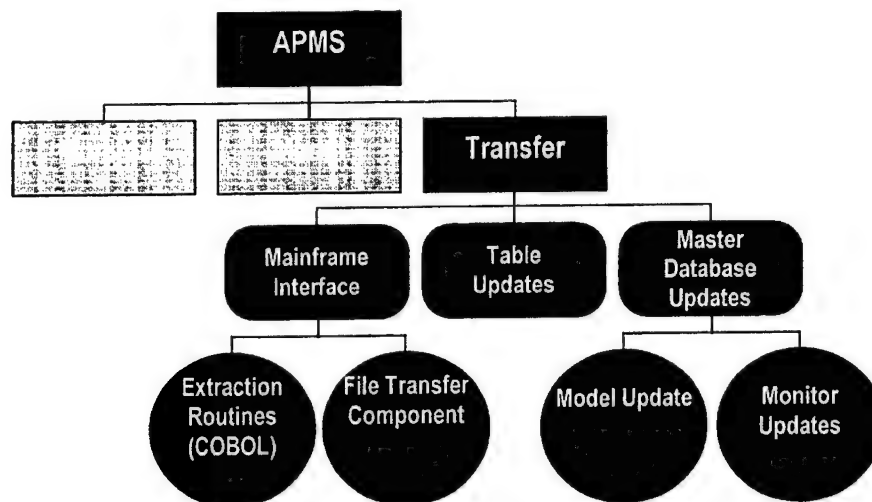 APMS
Transfer
Mainframe
Interface
Table
Updates
Master
Database
Updates
Extraction
Routines
(COBOL)
File Transfer
Component
Model Update
Monitor
Updates